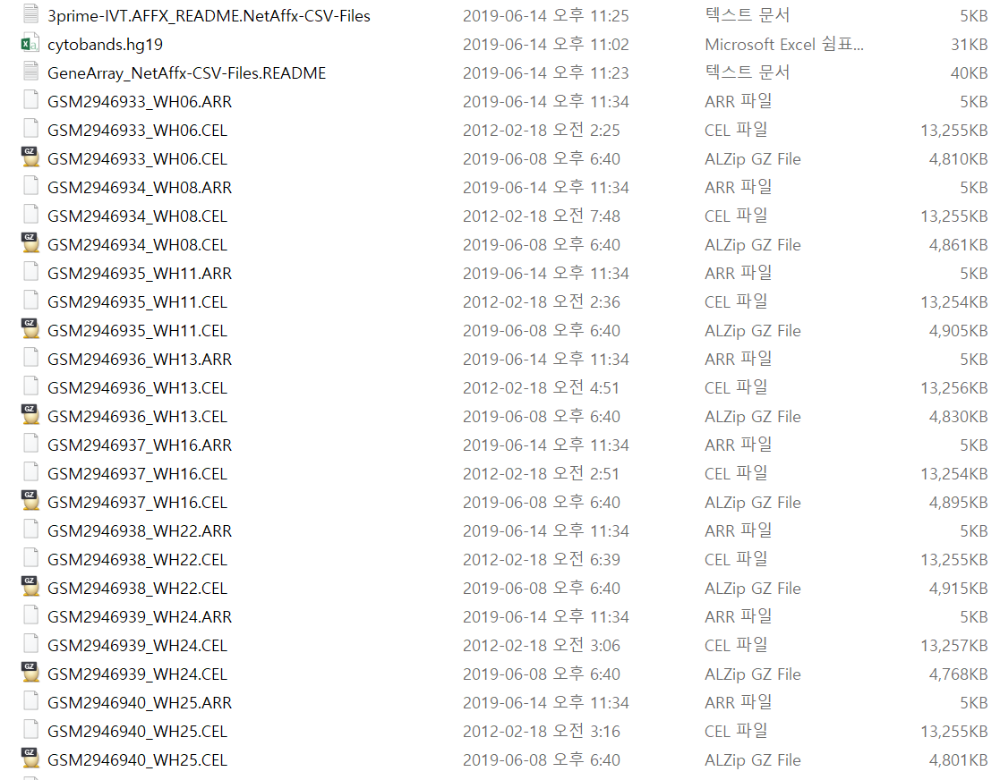 3prime-IVT.AFFX_README.NetAffx-CSV-Files 2019-06-14 오후 11:25 텍스트 문서 5KB
cytobands.hg19 2019-06-14 오후 11:02 Microsoft Excel 쉼표... 31KB
GeneArray_NetAffx-CSV-Files.README 2019-06-14 오후 11:23 텍스트 문서 40KB
GSM2946933_WH06.ARR 2019-06-14 오후 11:34 ARR 파일 5KB
GSM2946933_WH06.CEL 2012-02-18 오전 2:25 CEL 파일 13,255KB
GSM2946933_WH06.CEL 2019-06-08 오후 6:40 ALZip GZ File 4,810KB
GSM2946934_WH08.ARR 2019-06-14 오후 11:34 ARR 파일 5KB
GSM2946934_WH08.CEL 2012-02-18 오전 7:48 CEL 파일 13,255KB
GSM2946934_WH08.CEL 2019-06-08 오후 6:40 ALZip GZ File 4,861KB
GSM2946935_WH11.ARR 2019-06-14 오후 11:34 ARR 파일 5KB
GSM2946935_WH11.CEL 2012-02-18 오전 2:36 CEL 파일 13,254KB
GSM2946935_WH11.CEL 2019-06-08 오후 6:40 ALZip GZ File 4,905KB
GSM2946936_WH13.ARR 2019-06-14 오후 11:34 ARR 파일 5KB
GSM2946936_WH13.CEL 2012-02-18 오전 4:51 CEL 파일 13,256KB
GSM2946936_WH13.CEL 2019-06-08 오후 6:40 ALZip GZ File 4,830KB
GSM2946937_WH16.ARR 2019-06-14 오후 11:34 ARR 파일 5KB
GSM2946937_WH16.CEL 2012-02-18 오전 2:51 CEL 파일 13,254KB
GSM2946937_WH16.CEL 2019-06-08 오후 6:40 ALZip GZ File 4,895KB
GSM2946938_WH22.ARR 2019-06-14 오후 11:34 ARR 파일 5KB
GSM2946938_WH22.CEL 2012-02-18 오전 6:39 CEL 파일 13,255KB
GSM2946938_WH22.CEL 2019-06-08 오후 6:40 ALZip GZ File 4,915KB
GSM2946939_WH24.ARR 2019-06-14 오후 11:34 ARR 파일 5KB
GSM2946939_WH24.CEL 2012-02-18 오전 3:06 CEL 파일 13,257KB
GSM2946939_WH24.CEL 2019-06-08 오후 6:40 ALZip GZ File 4,768KB
GSM2946940_WH25.ARR 2019-06-14 오후 11:34 ARR 파일 5KB
GSM2946940_WH25.CEL 2012-02-18 오전 3:16 CEL 파일 13,255KB
GSM2946940_WH25.CEL 2019-06-08 오후 6:40 ALZip GZ File 4,801KB